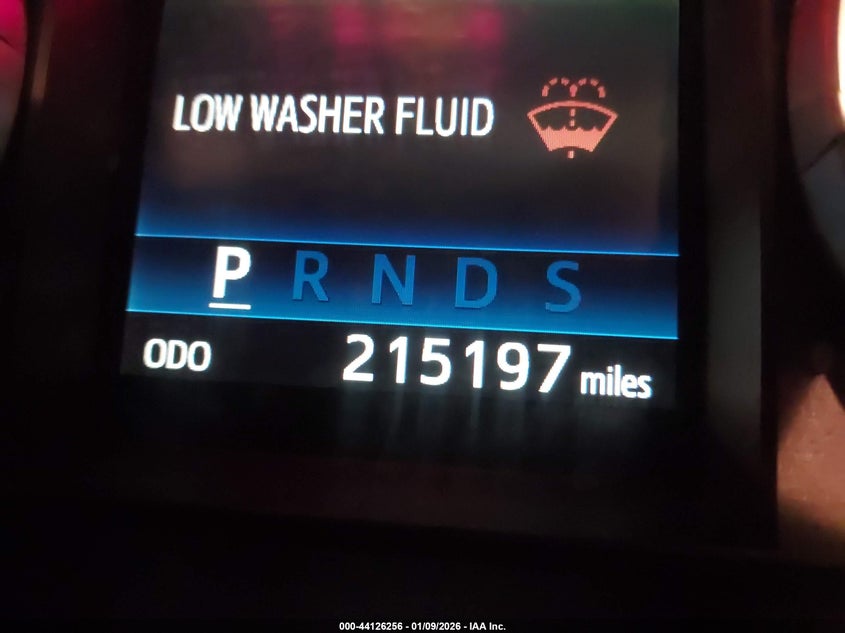 LOW WASHER FLUID
P R N D S
ODO 215197 miles
000-44126256 - 01/09/2026 - IAA Inc.